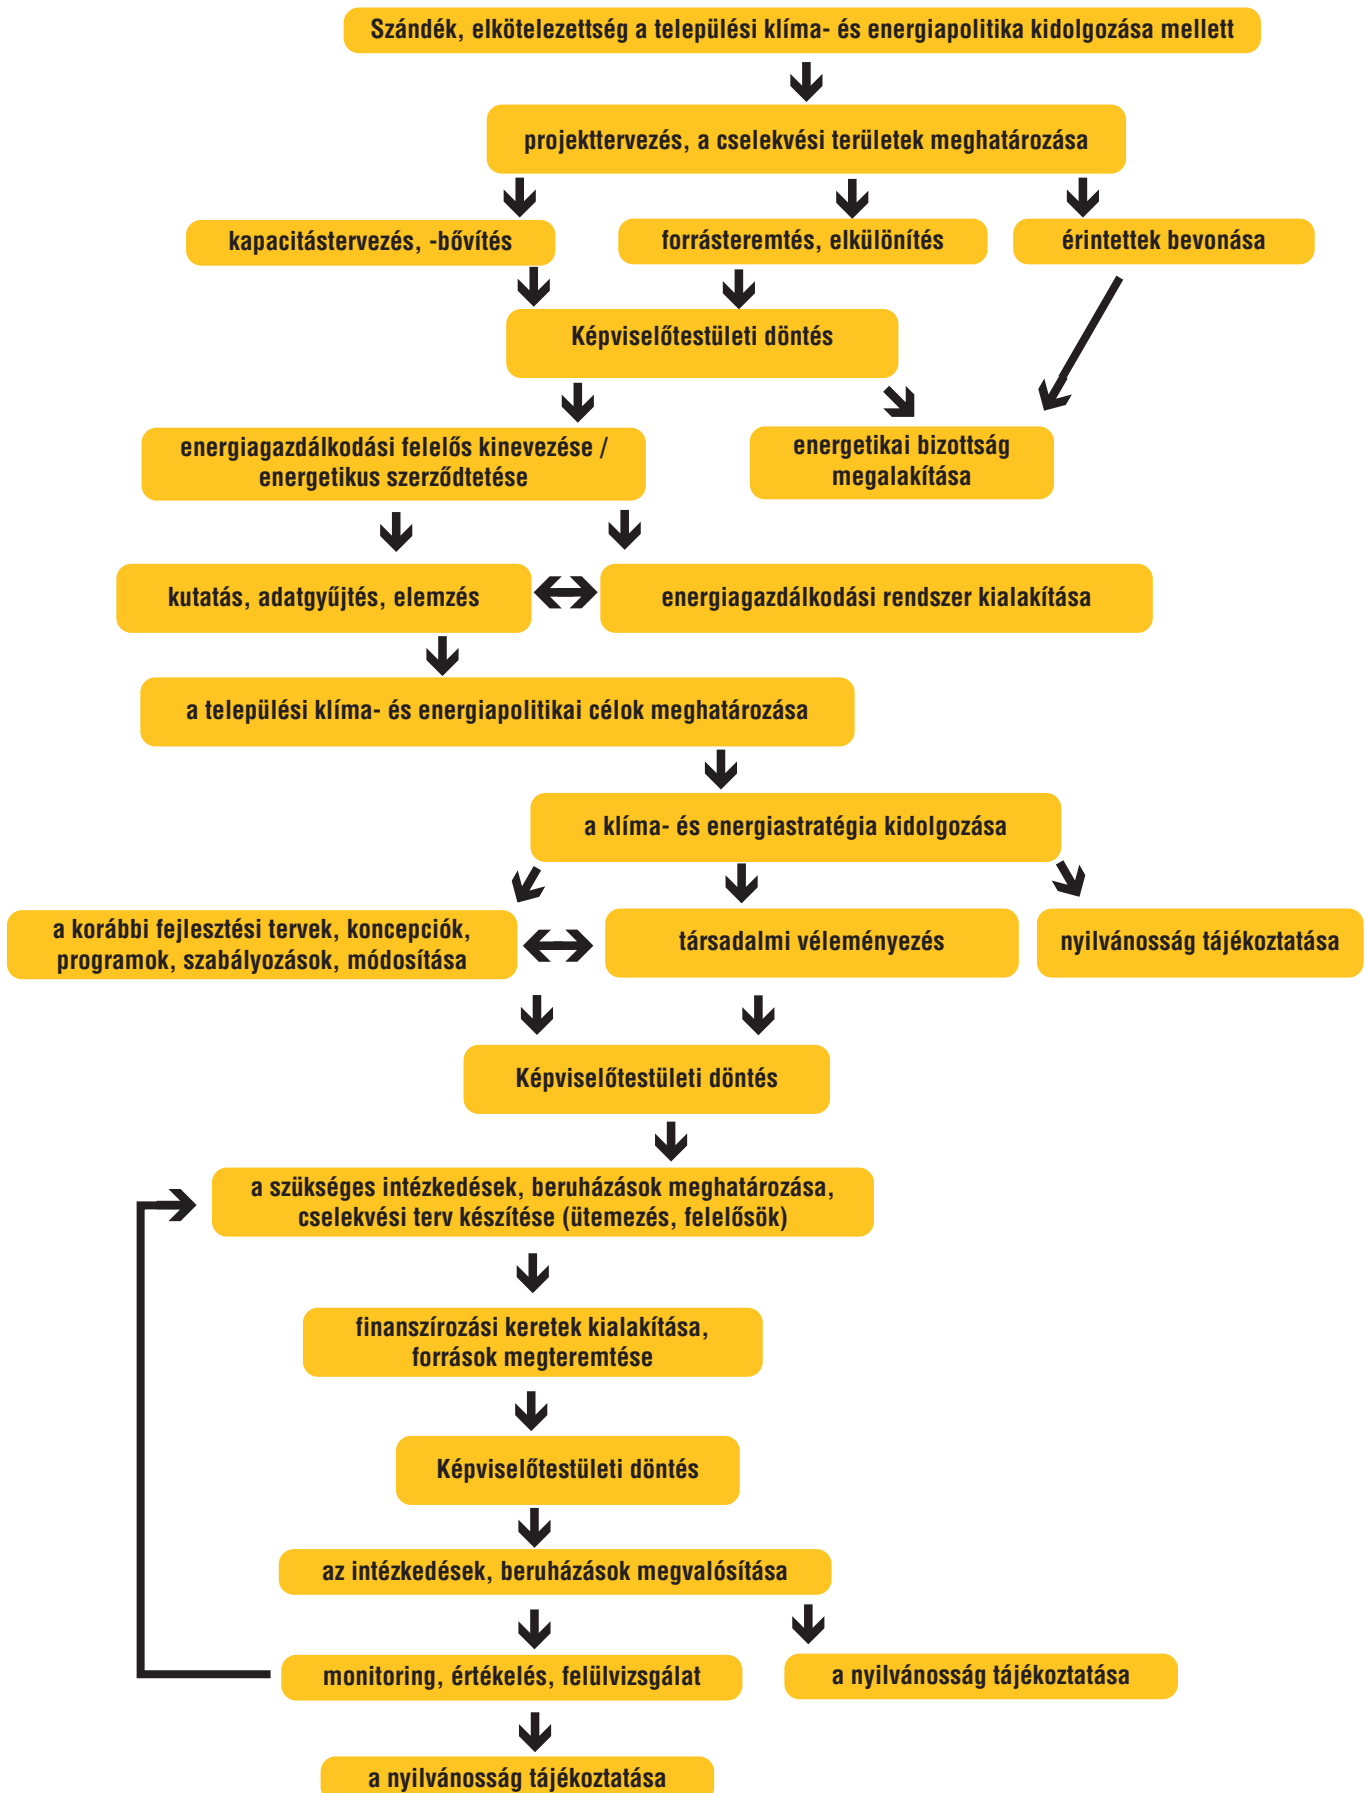 Szándék, elkötelezettség a települési klíma- és energiapolitika kidolgozása mellett
projekttervezés, a cselekvési területek meghatározása
kapacitástervezés, -bővítés
forrásteremtés, elkülönítés
érintettek bevonása
Képviselőtestületi döntés
energiagazdálkodási felelős kinevezése /
energetikus szerződtetése
energetikai bizottság
megalakítása
kutatás, adatgyűjtés, elemzés
energiagazdálkodási rendszer kialakítása
a települési klíma- és energiapolitikai célok meghatározása
a klíma- és energiastratégia kidolgozása
a korábbi fejlesztési tervek, koncepciók,
programok, szabályozások, módosítása
társadalmi véleményezés
nyilvánosság tájékoztatása
Képviselőtestületi döntés
a szükséges intézkedések, beruházások meghatározása,
cselekvési terv készítése (ütemezés, felelősök)
finanszírozási keretek kialakítása,
források megteremtése
Képviselőtestületi döntés
az intézkedések, beruházások megvalósítása
monitoring, értékelés, felülvizsgálat
a nyilvánosság tájékoztatása
a nyilvánosság tájékoztatása